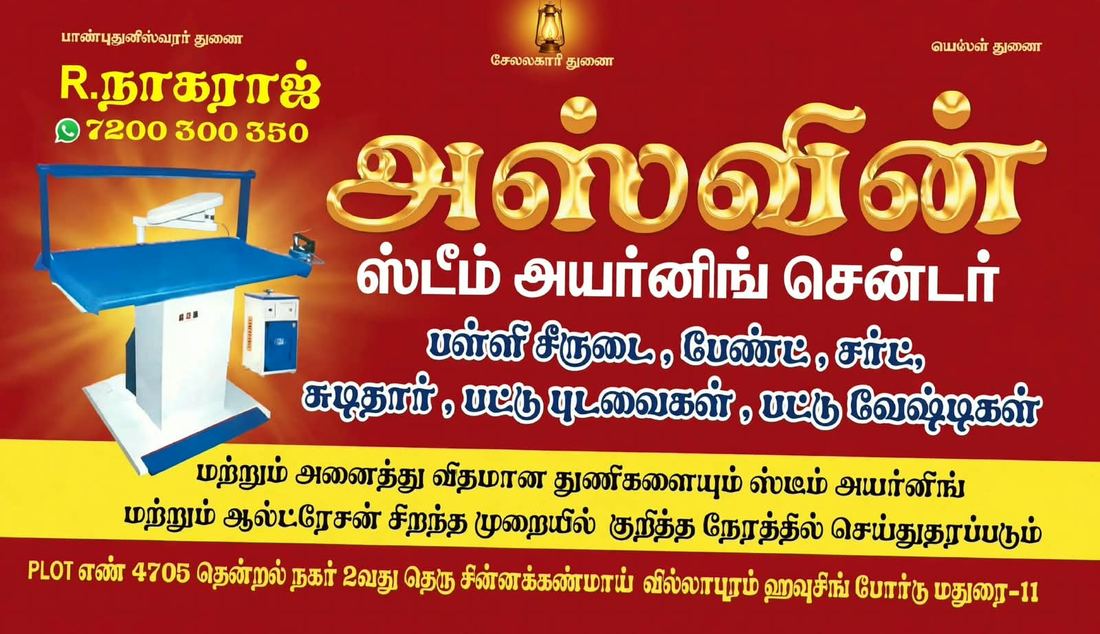 பாண்புதுனீஸ்வரர் துணை
சேலலகாரி துணை
யெஸ்ள் துணை
R.நாகராஜ்
7200 300 350
அஸ்வின்
ஸ்டீம் அயர்னிங் சென்டர்
பள்ளி சீருடை , பேண்ட் , சர்ட்,
சுடிதார் , பட்டு புடவைகள் , பட்டு வேஷ்டிகள்
மற்றும் அனைத்து விதமான துணிகளையும் ஸ்டீம் அயர்னிங்
மற்றும் ஆல்ட்ரேசன் சிறந்த முறையில் குறித்த நேரத்தில் செய்துதரப்படும்
PLOT எண் 4705 தென்றல் நகர் 2வது தெரு சின்னக்கண்மாய் வில்லாபுரம் ஹவுசிங் போர்டு மதுரை-11